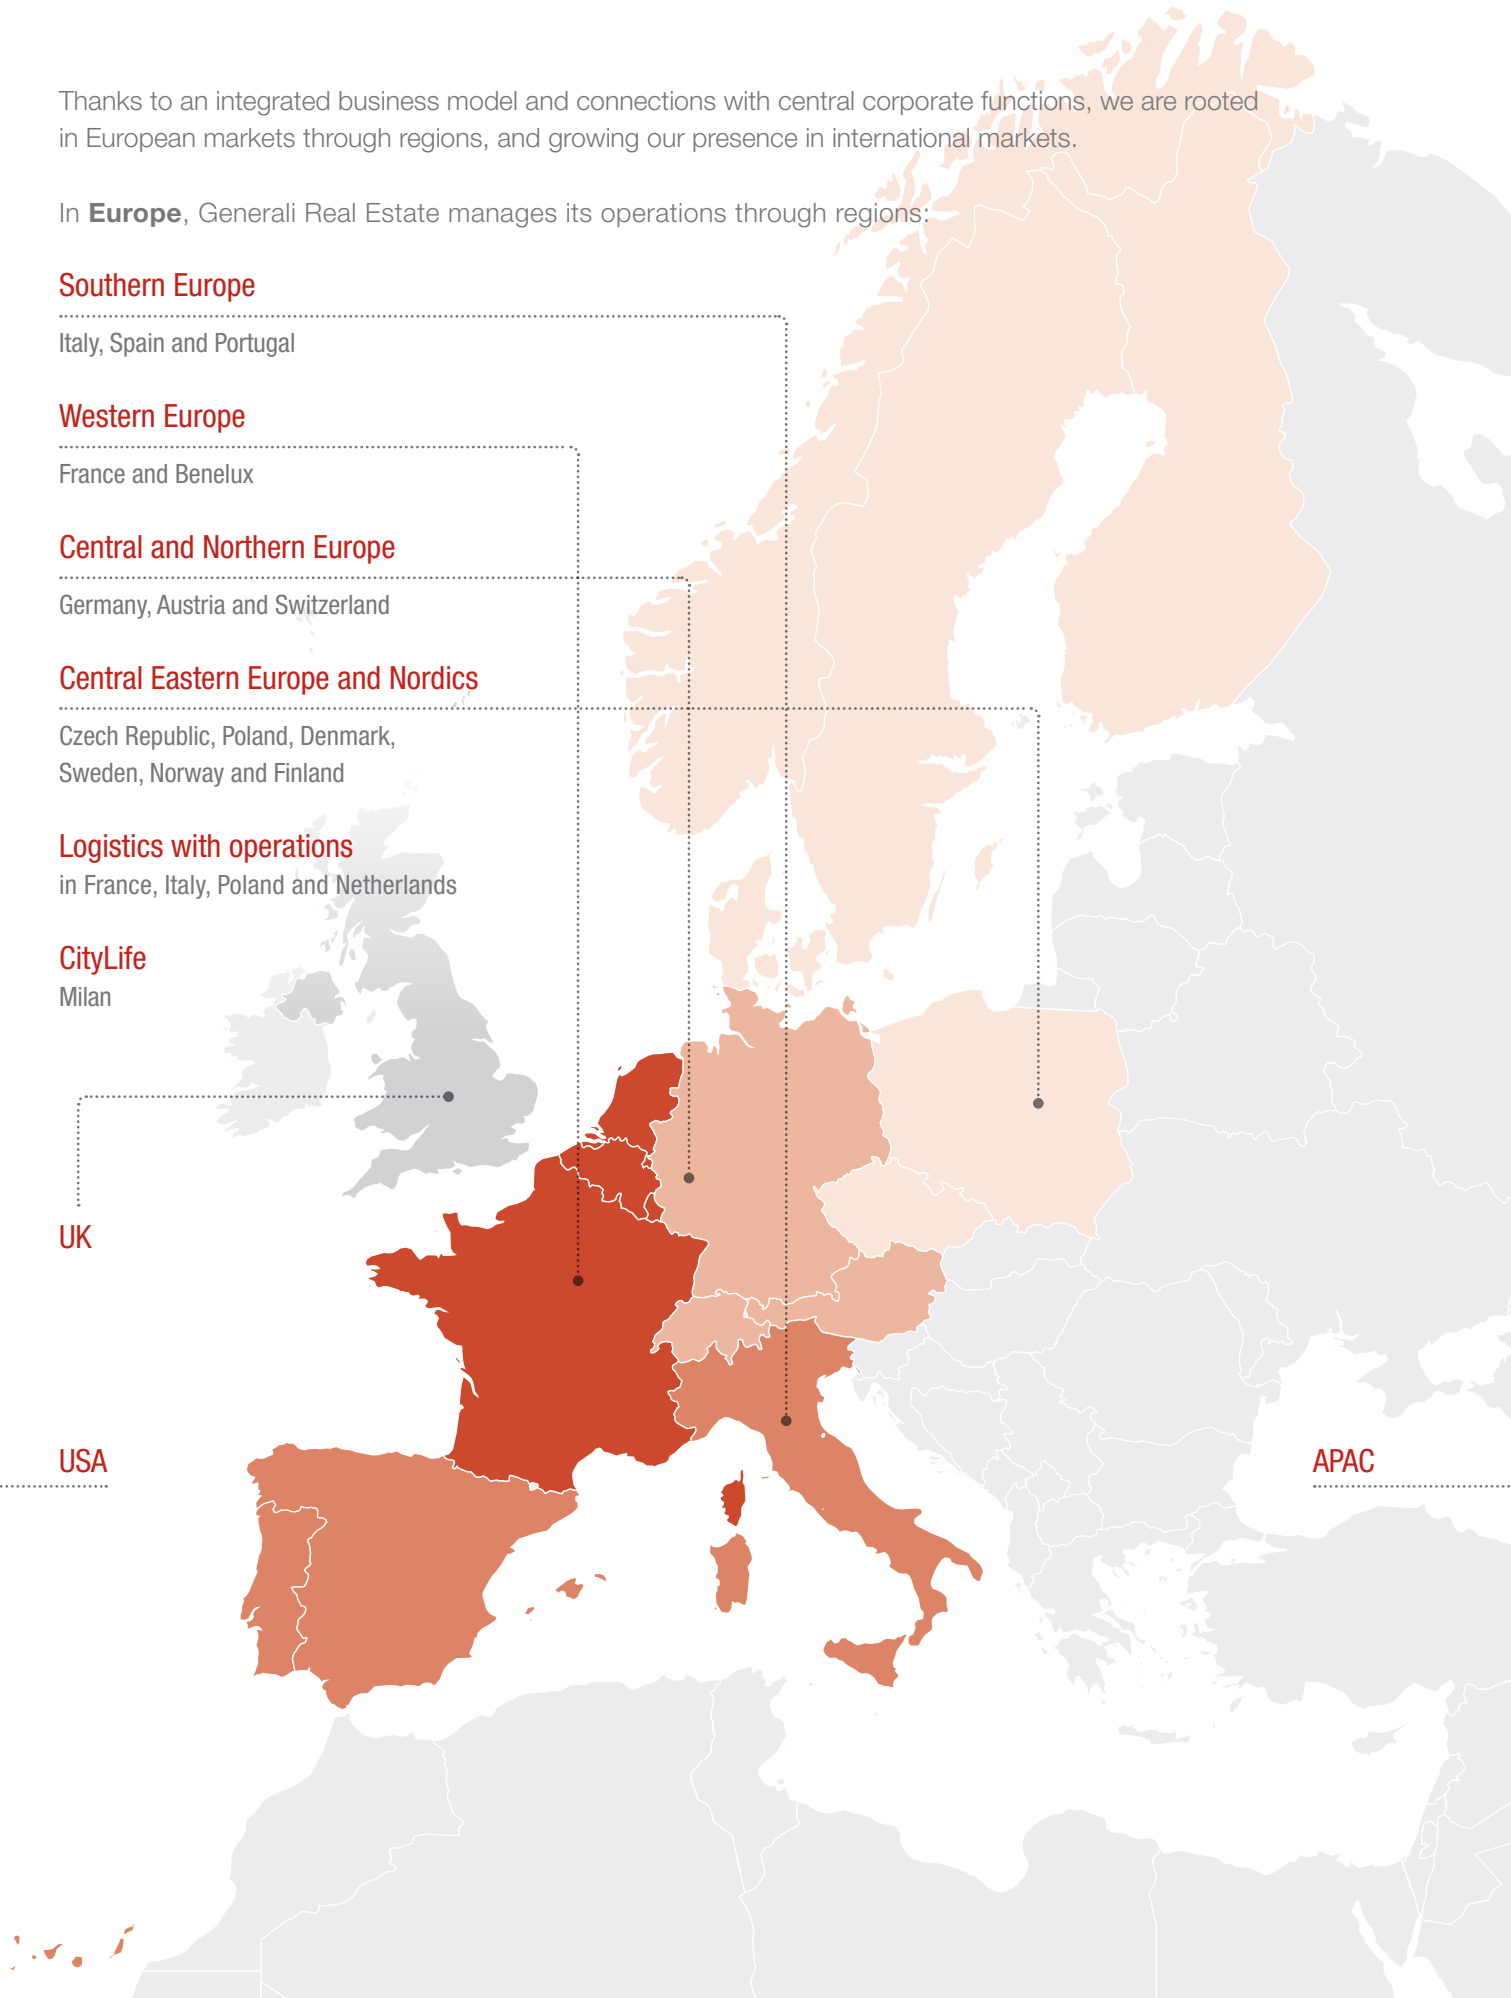 Thanks to an integrated business model and connections with central corporate functions, we are rooted
in European markets through regions, and growing our presence in international markets.
In Europe, Generali Real Estate manages its operations through regions:
Southern Europe
Italy, Spain and Portugal
Western Europe
France and Benelux
Central and Northern Europe
Germany, Austria and Switzerland
Central Eastern Europe and Nordics
Czech Republic, Poland, Denmark,
Sweden, Norway and Finland
Logistics with operations
in France, Italy, Poland and Netherlands
CityLife
Milan
UK
USA
APAC